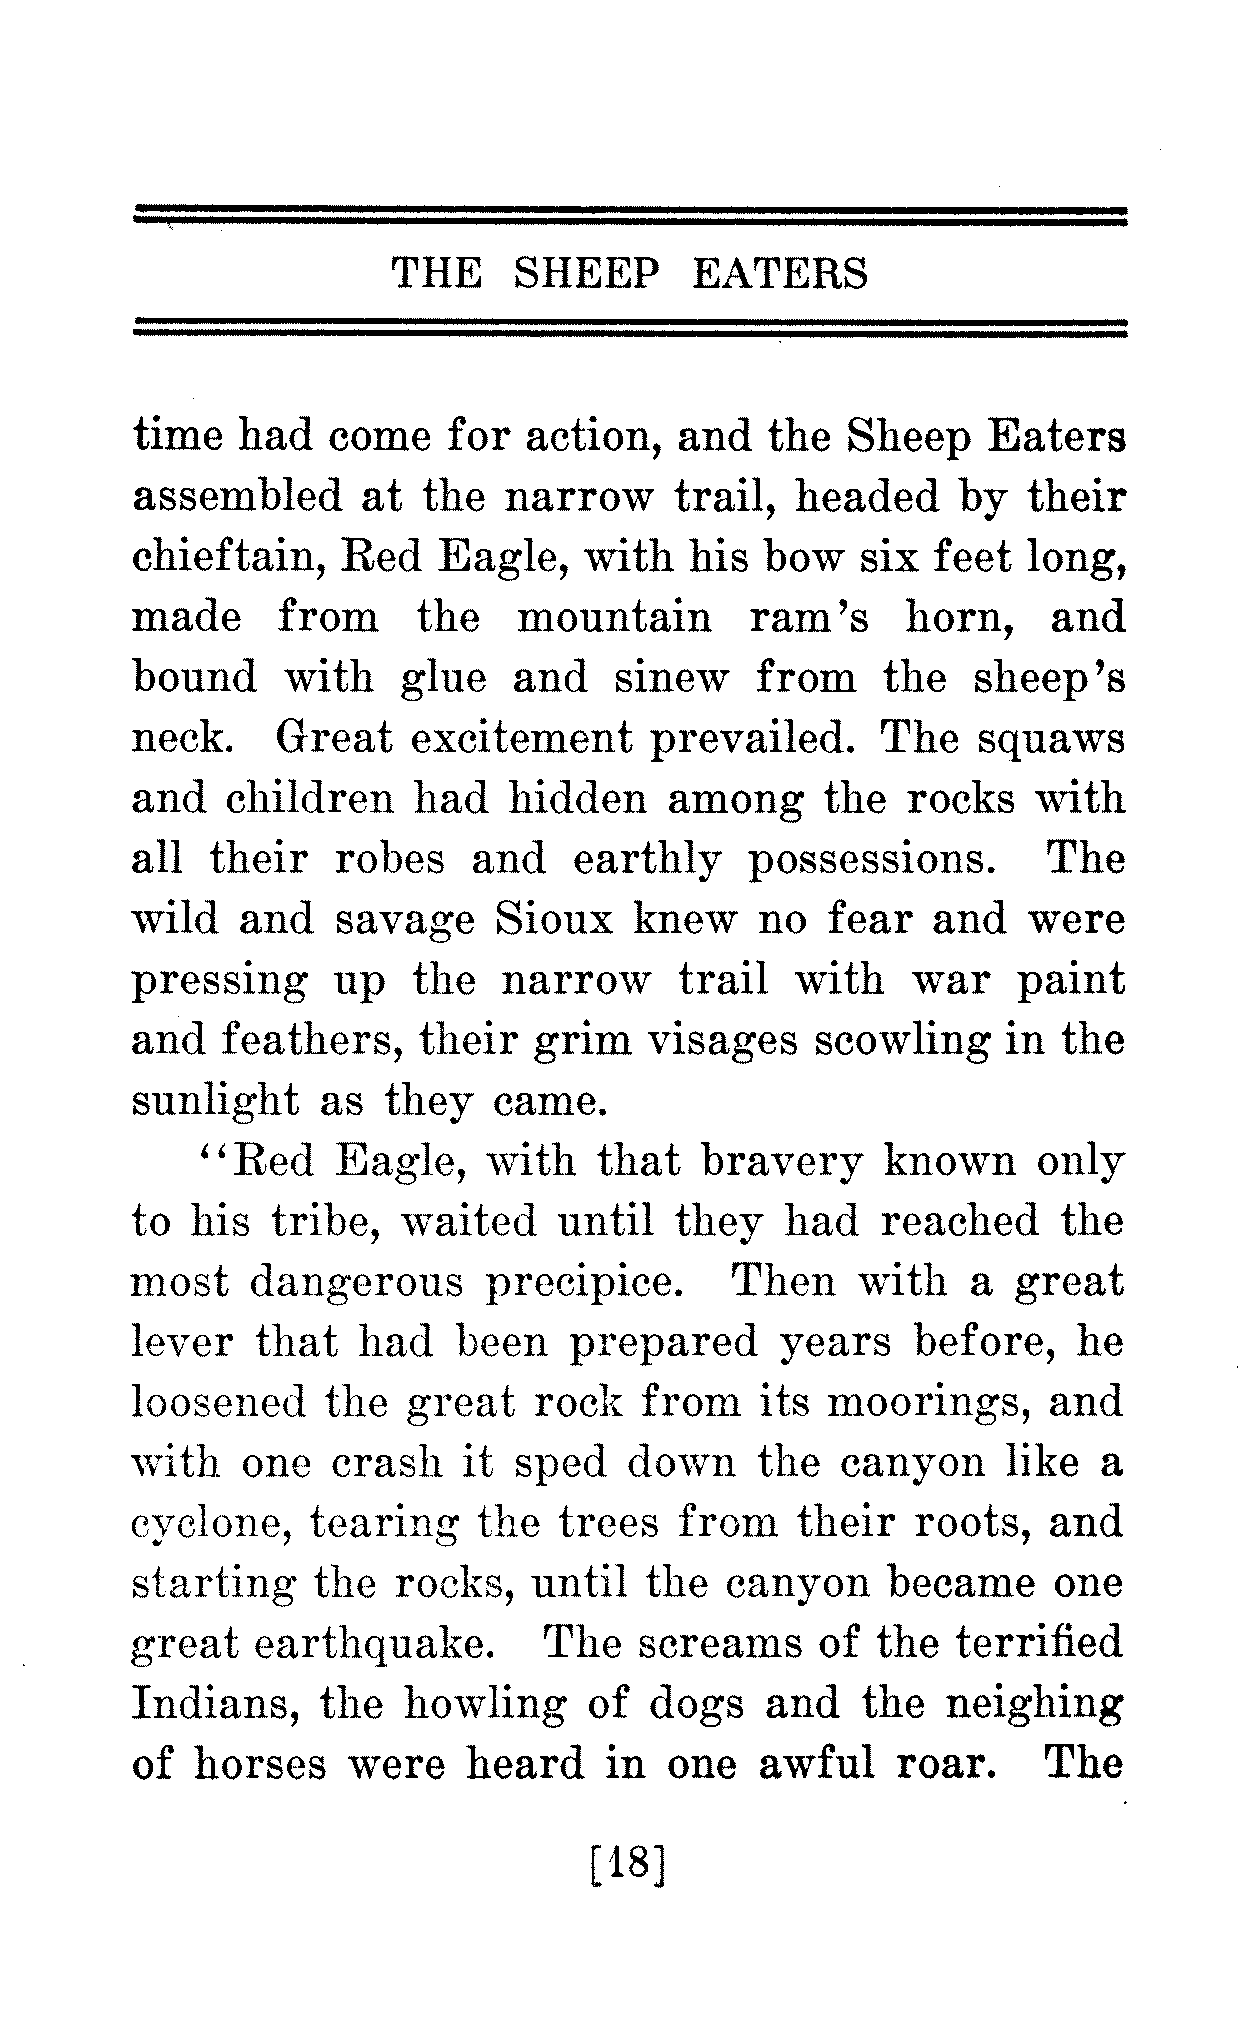 THE SHEEP EATERS
time had come for action, and the Sheep Eaters
assembled at the narrow trail, headed by their
chieftain, Red Eagle, with his bow six feet long,
made from the mountain ram's horn, and
bound with glue and sinew from the sheep's
neck. Great excitement prevailed. The squaws
and children had hidden among the rocks with
all their robes and earthly possessions. The
wild and savage Sioux knew no fear and were
pressing up the narrow trail with war paint
and feathers, their grim visages scowling in the
sunlight as they came.
“Red Eagle, with that bravery known only
to his tribe, waited until they had reached the
most dangerous precipice. Then with a great
lever that had been prepared years before, he
loosened the great rock from its moorings, and
with one crash it sped down the canyon like a
cyclone, tearing the trees from their roots, and
starting the rocks, until the canyon became one
great earthquake. The screams of the terrified
Indians, the howling of dogs and the neighing
of horses were heard in one awful roar. The
[18]